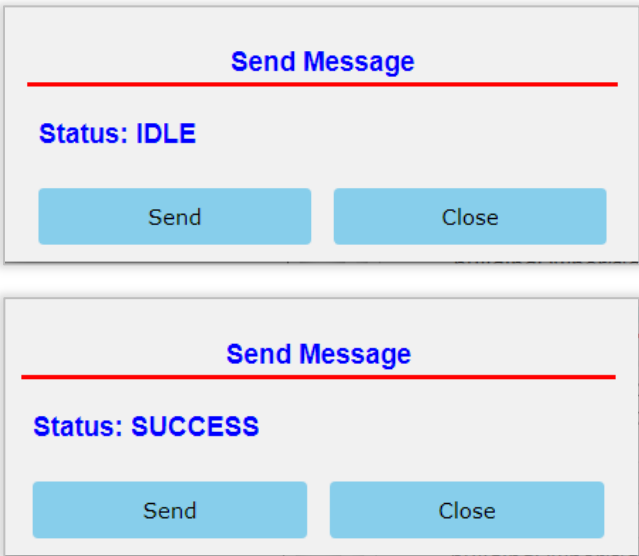 Send Message
Status: IDLE
Send Close
Send Message
Status: SUCCESS
Send Close